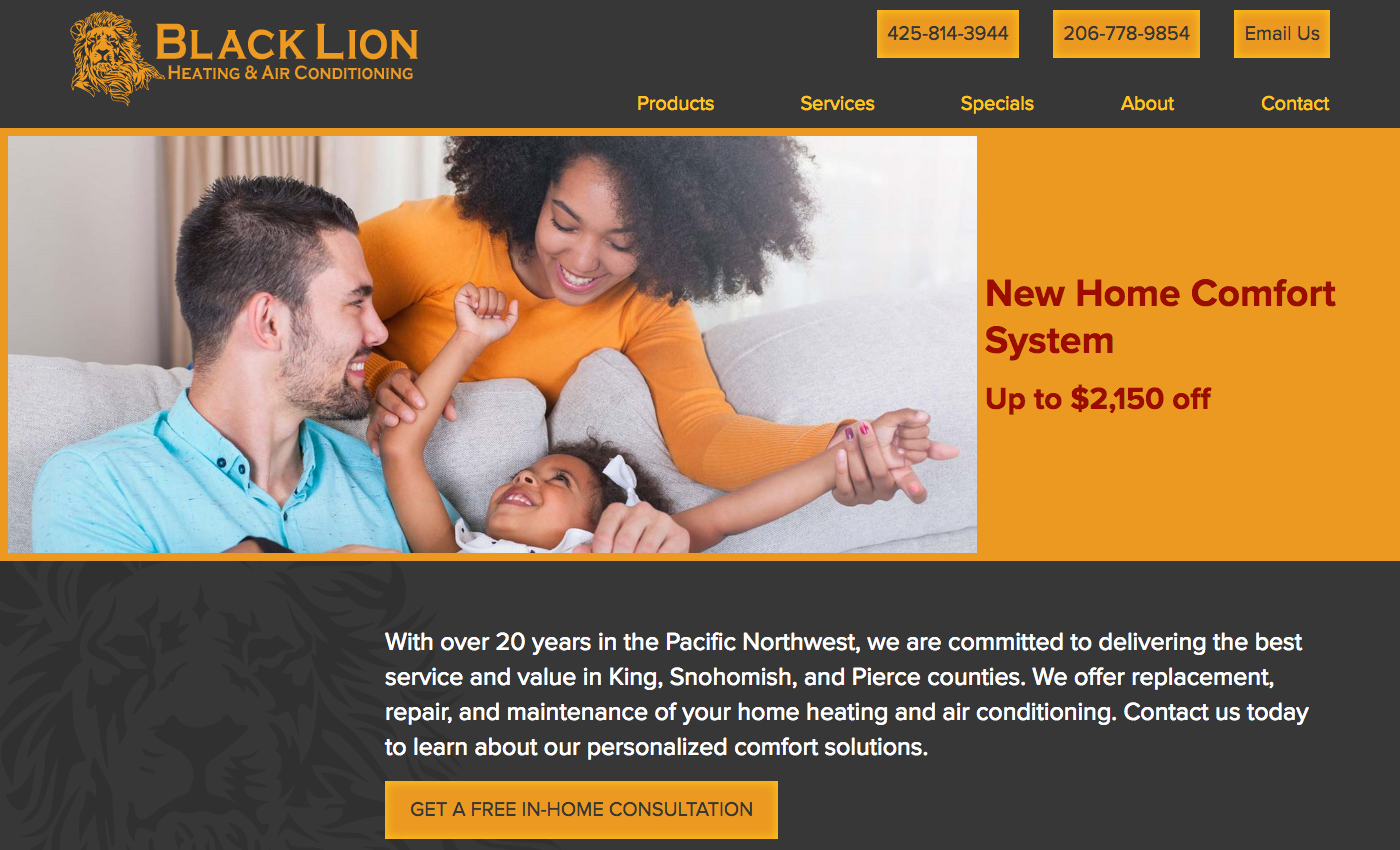 BLACK LION
HEATING & AIR CONDITIONING
425-814-3944
206-778-9854
Email Us
Products
Services
Specials
About
Contact
New Home Comfort
System
Up to $2,150 off
With over 20 years in the Pacific Northwest, we are committed to delivering the best
service and value in King, Snohomish, and Pierce counties. We offer replacement,
repair, and maintenance of your home heating and air conditioning. Contact us today
to learn about our personalized comfort solutions.
GET A FREE IN-HOME CONSULTATION